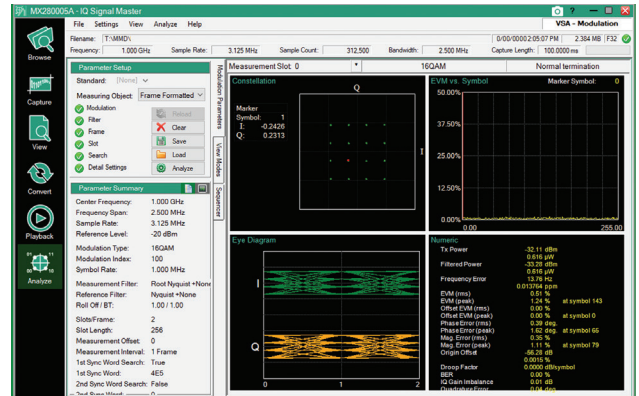 MX280005A - IQ Signal Master
File Settings View Analyze Help
VSA - Modulation
Filename: T:\MMD\
0/00/0000 2:05:07 PM 2.384 MB F32
Frequency: 1.000 GHz Sample Rate: 3.125 MHz Sample Count: 312,500 Bandwidth: 2.500 MHz Capture Length: 100.0000 ms
Browse
Capture
View
Convert
Playback
Analyze
Parameter Setup
Standard: [None]
Measuring Object: Frame Formatted
Modulation
Filter
Frame
Slot
Search
Detail Settings
Reload
Clear
Save
Load
Analyze
Parameter Summary
Center Frequency: 1.000 GHz
Frequency Span: 2.500 MHz
Sample Rate: 3.125 MHz
Reference Level: -20 dBm
Modulation Type: 16QAM
Modulation Index: 100
Symbol Rate: 1.000 MHz
Measurement Filter: Root Nyquist +None
Reference Filter: Nyquist +None
Roll Off / BT: 1.00 / 1.00
Slots/Frame: 2
Slot Length: 256
Measurement Offset: 0
Measurement Interval: 1 Frame
1st Sync Word Search: True
1st Sync Word: 4E5
2nd Sync Word Search: False
2nd Sync Word: 0
Modulation Parameters
View Modes
Sequencer
Measurement Slot: 0
16QAM
Normal termination
Constellation
Q
I
Marker
Symbol: 1
I: -0.2426
Q: 0.2313
EVM vs. Symbol
Marker Symbol: 0
50.00%
37.50%
25.00%
12.50%
0.00%
0.00 255.00
Eye Diagram
I
Q
0 1 2
Numeric
Tx Power -32.11 dBm
0.616 µW
Filtered Power -33.28 dBm
0.616 µW
Frequency Error 13.76 Hz
0.013764 ppm
EVM (rms) 0.51 %
EVM (peak) 1.24 % at symbol 143
Offset EVM (rms) 0.00 %
Offset EVM (peak) 0.00 % at symbol 0
Phase Error (rms) 0.39 deg.
Phase Error (peak) 1.62 deg. at symbol 65
Mag. Error (rms) 0.35 %
Mag. Error (peak) 1.11 % at symbol 79
Origin Offset -56.28 dB
0.0015 %
Droop Factor 0.0000 dB/symbol
BER 0.00 %
IQ Gain Imbalance 0.01 dB
Quadrature Error 0.04 deg.